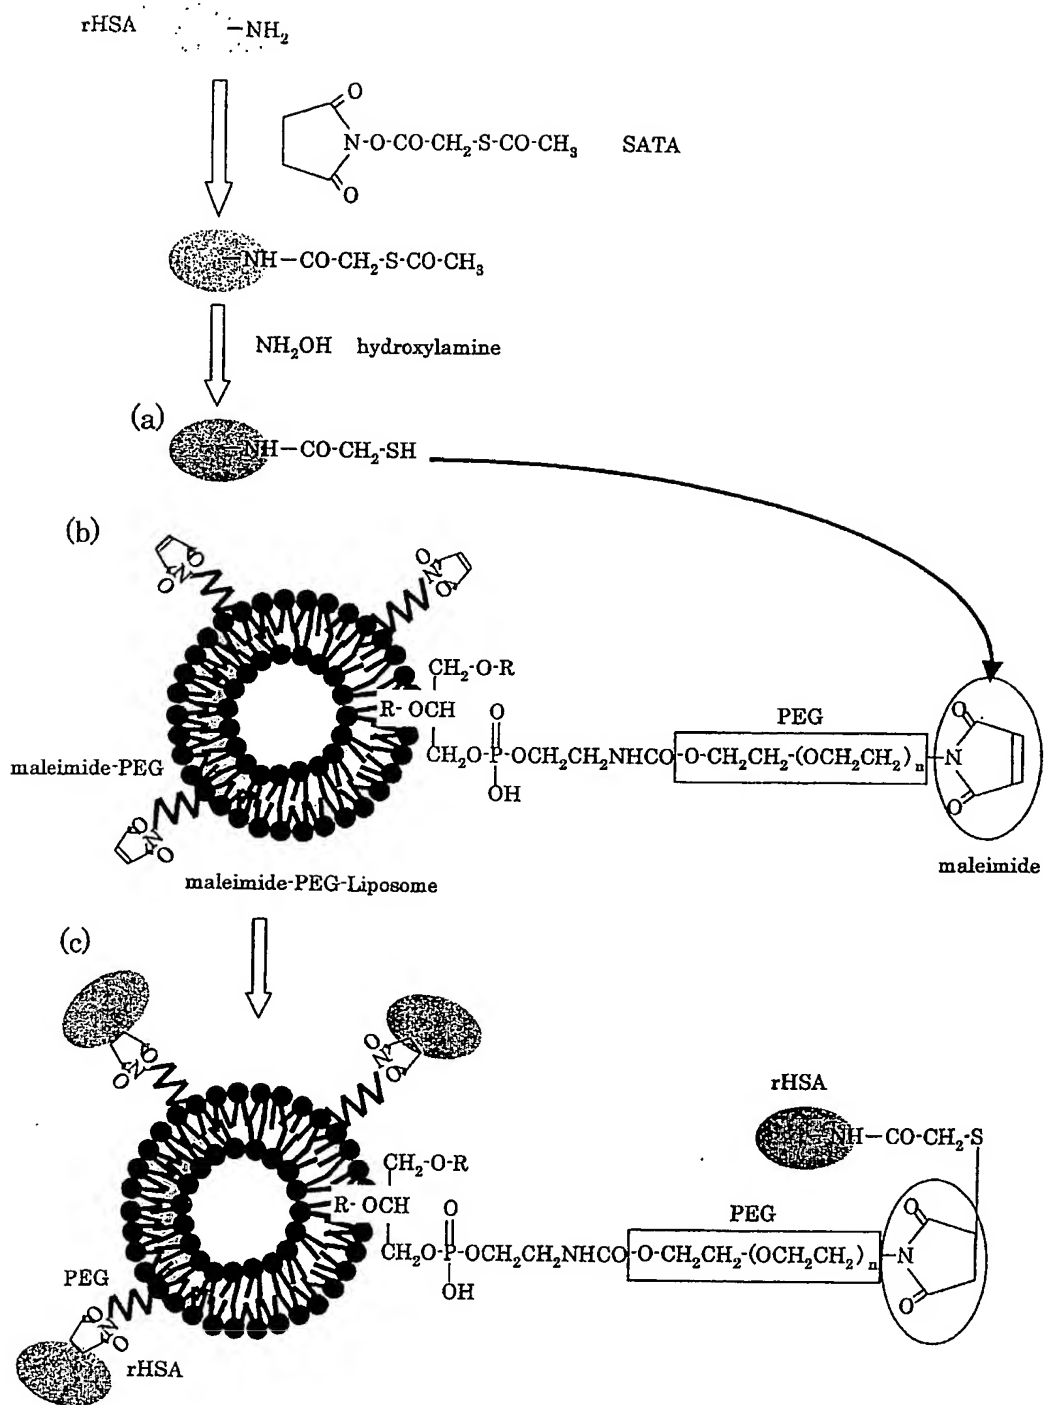 rHSA
–NH₂
O
N-O-CO-CH₂-S-CO-CH₃ SATA
O
–NH–CO-CH₂-S-CO-CH₃
NH₂OH hydroxylamine
(a)
–NH–CO-CH₂-SH
(b)
O N O
O N O
CH₂-O-R
R- OCH
CH₂O-P-OCH₂CH₂NHCO
O
OH
PEG
O-CH₂CH₂-(OCH₂CH₂)ₙ
O
N
O
maleimide
maleimide-PEG
O N O
maleimide-PEG-Liposome
(c)
O N O
O N O
rHSA
–NH–CO-CH₂-S
CH₂-O-R
R- OCH
CH₂O-P-OCH₂CH₂NHCO
O
OH
PEG
O-CH₂CH₂-(OCH₂CH₂)ₙ
O
N
O
PEG
O N O
rHSA